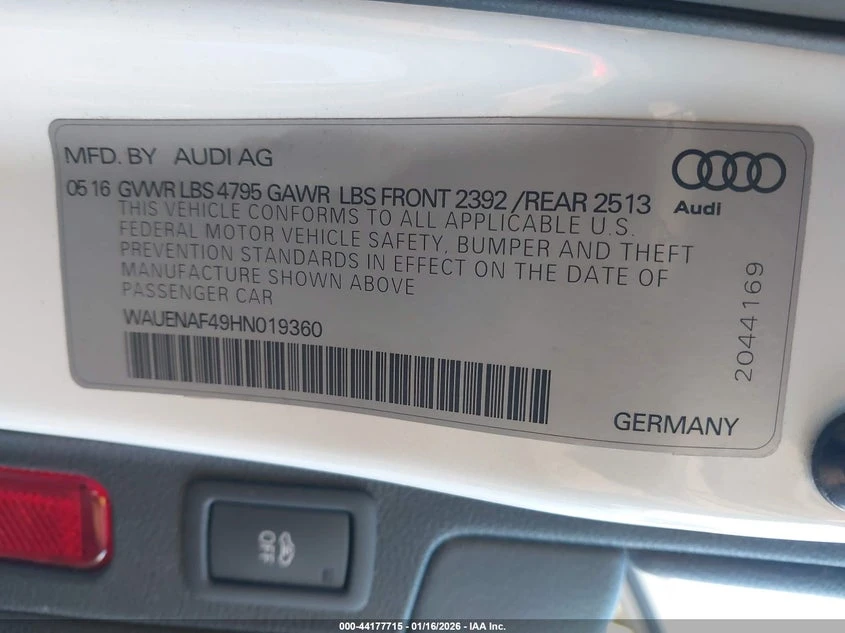 MFD. BY AUDI AG
05 16 GVWR LBS 4795 GAWR LBS FRONT 2392 /REAR 2513
THIS VEHICLE CONFORMS TO ALL APPLICABLE U.S.
FEDERAL MOTOR VEHICLE SAFETY, BUMPER AND THEFT
PREVENTION STANDARDS IN EFFECT ON THE DATE OF
MANUFACTURE SHOWN ABOVE
PASSENGER CAR
WAUENAF49HN019360
Audi
2044169
GERMANY
OFF
000-44177715 - 01/16/2026 - IAA Inc.